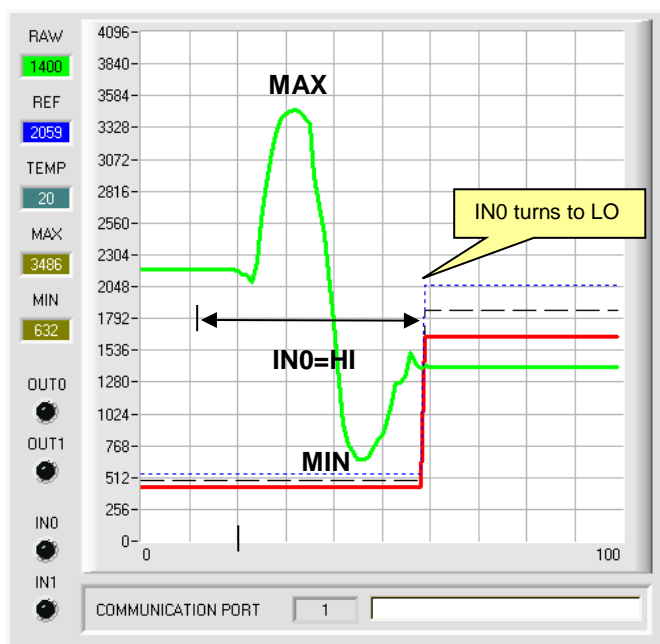 RAW
1400
REF
2059
TEMP
20
MAX
3486
MIN
632
OUT0
OUT1
IN0
IN1
4096
3840
3584
3328
3072
2816
2560
2304
2048
1792
1536
1280
1024
768
512
256
0
0
100
MAX
IN0 turns to LO
IN0=HI
MIN
COMMUNICATION PORT
1